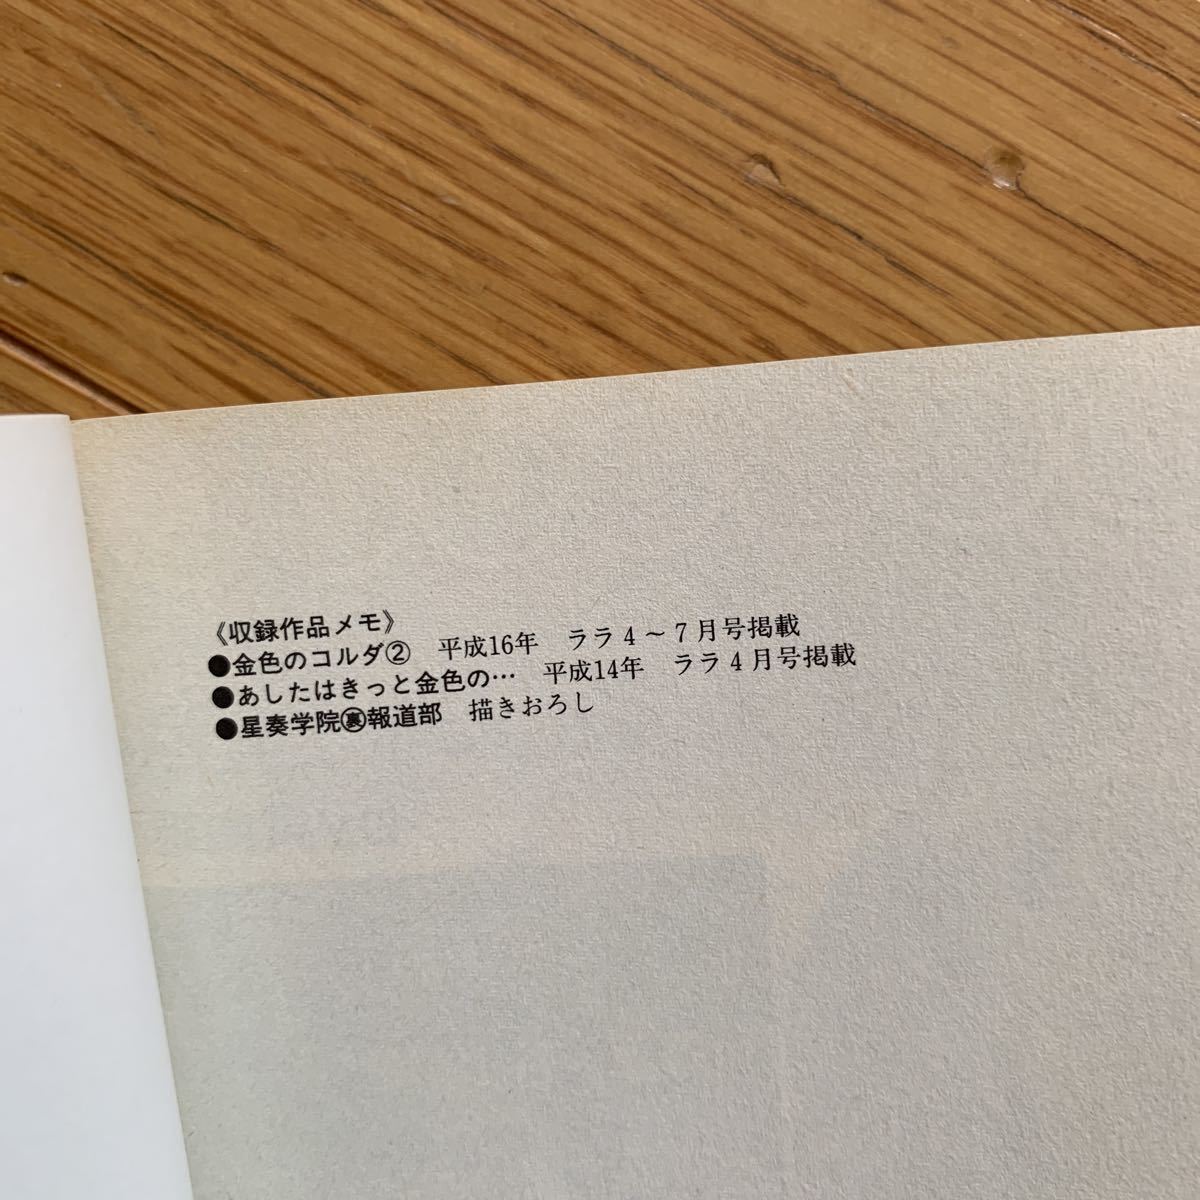 《収録作品メモ》
●金色のコルダ② 平成16年 ララ4～7月号掲載
●あしたはきっと金色の… 平成14年 ララ4月号掲載
●星奏学院㊙報道部 描きおろし